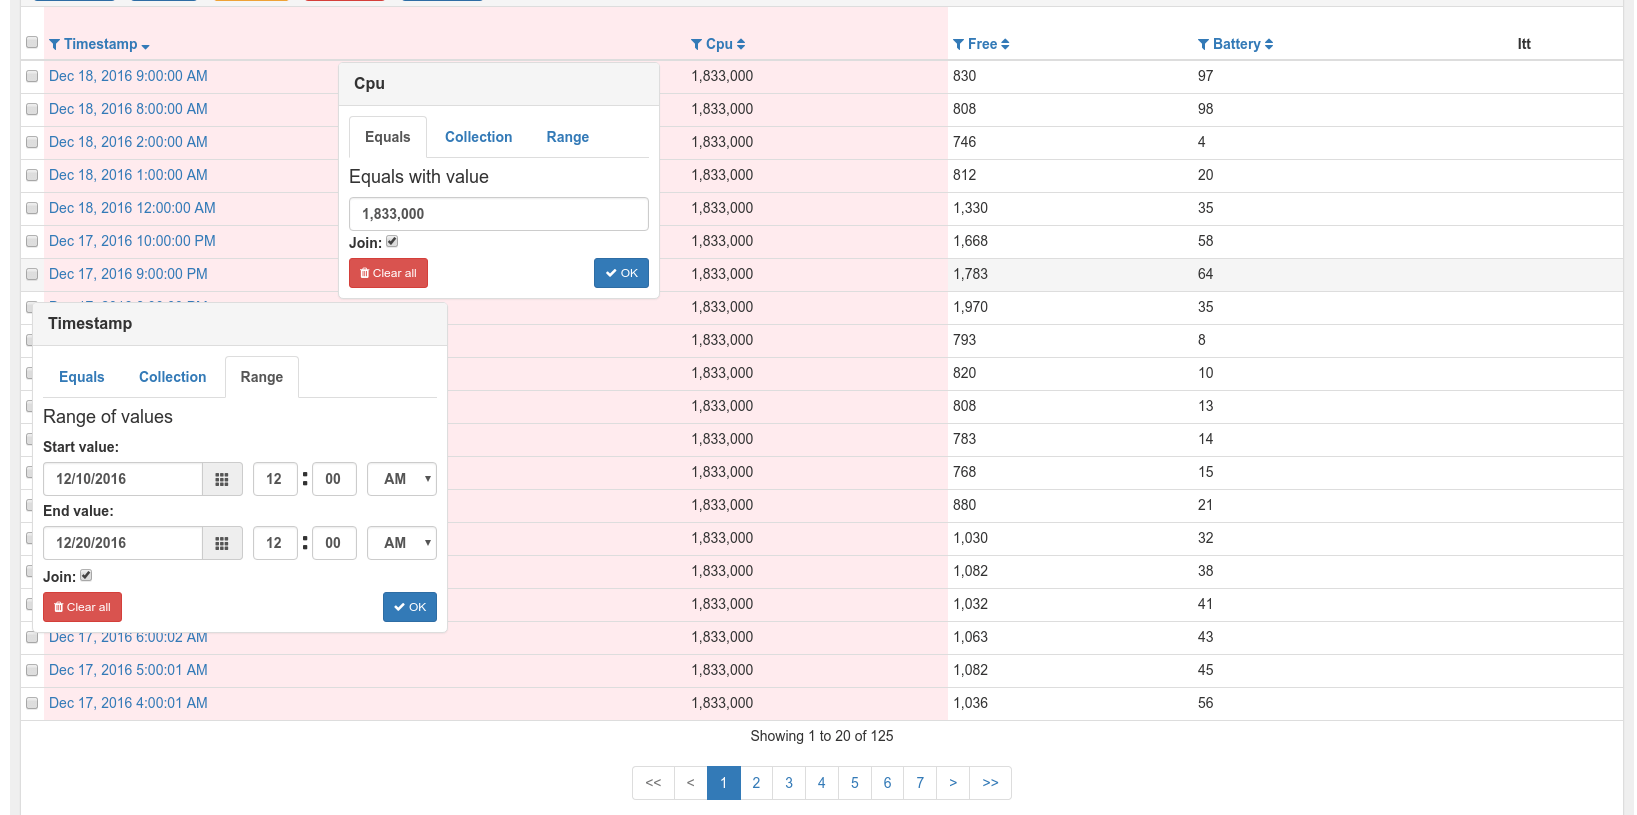 Timestamp Cpu Free Battery Itt
Dec 18, 2016 9:00:00 AM 1,833,000 830 97
Dec 18, 2016 8:00:00 AM 1,833,000 808 98
Dec 18, 2016 2:00:00 AM 1,833,000 746 4
Dec 18, 2016 1:00:00 AM 1,833,000 812 20
Dec 18, 2016 12:00:00 AM 1,833,000 1,330 35
Dec 17, 2016 10:00:00 PM 1,833,000 1,668 58
Dec 17, 2016 9:00:00 PM 1,833,000 1,783 64
1,833,000 1,970 35
1,833,000 793 8
1,833,000 820 10
1,833,000 808 13
1,833,000 783 14
1,833,000 768 15
1,833,000 880 21
1,833,000 1,030 32
1,833,000 1,082 38
1,833,000 1,032 41
Dec 17, 2016 6:00:02 AM 1,833,000 1,063 43
Dec 17, 2016 5:00:01 AM 1,833,000 1,082 45
Dec 17, 2016 4:00:01 AM 1,833,000 1,036 56
Cpu
Equals Collection Range
Equals with value
1,833,000
Join:
Clear all OK
Timestamp
Equals Collection Range
Range of values
Start value:
12/10/2016 12 : 00 AM
End value:
12/20/2016 12 : 00 AM
Join:
Clear all OK
Showing 1 to 20 of 125
<< < 1 2 3 4 5 6 7 > >>